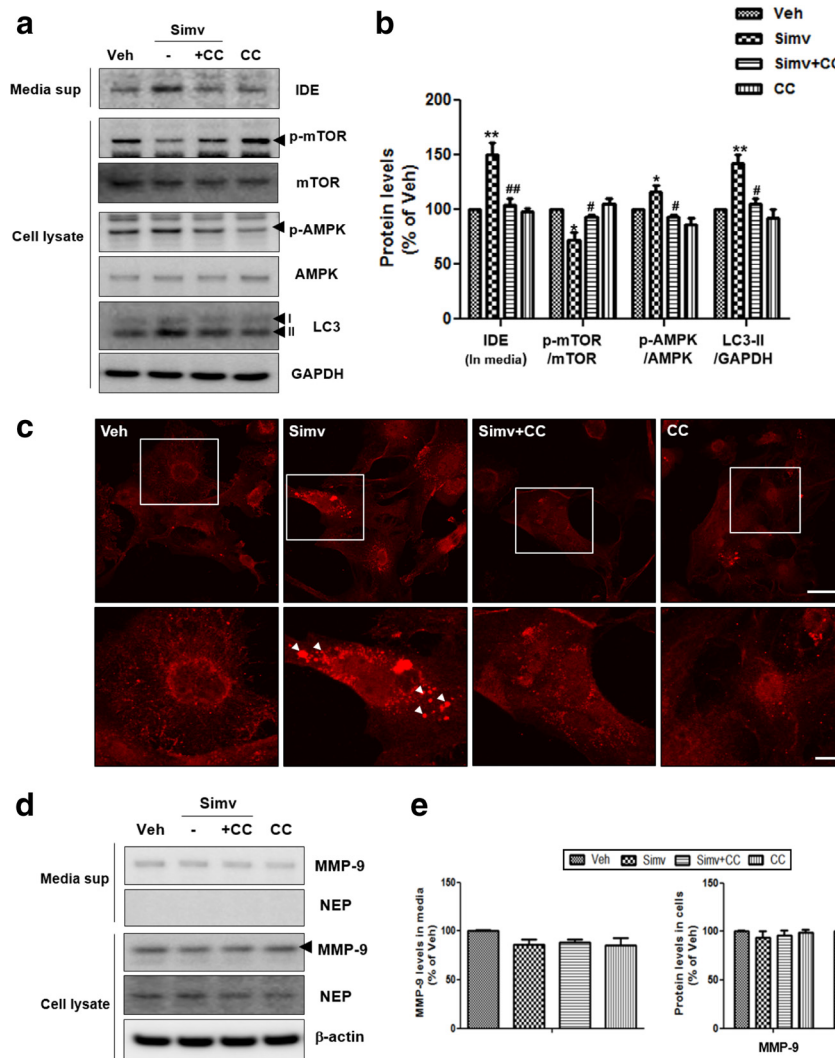 a
Simv
Veh - +CC CC
Media sup
IDE
p-mTOR
mTOR
Cell lysate
p-AMPK
AMPK
I
II
LC3
GAPDH
b
Veh
Simv
Simv+CC
CC
Protein levels
(% of Veh)
200
150
100
50
0
**
##
*
#
*
#
**
#
IDE
(In media)
p-mTOR
/mTOR
p-AMPK
/AMPK
LC3-II
/GAPDH
c
Veh
Simv
Simv+CC
CC
d
Simv
Veh - +CC CC
Media sup
MMP-9
NEP
Cell lysate
MMP-9
NEP
β-actin
e
Veh Simv Simv+CC CC
MMP-9 levels in media
(% of Veh)
150
100
50
0
Protein levels in cells
(% of Veh)
150
100
50
0
MMP-9